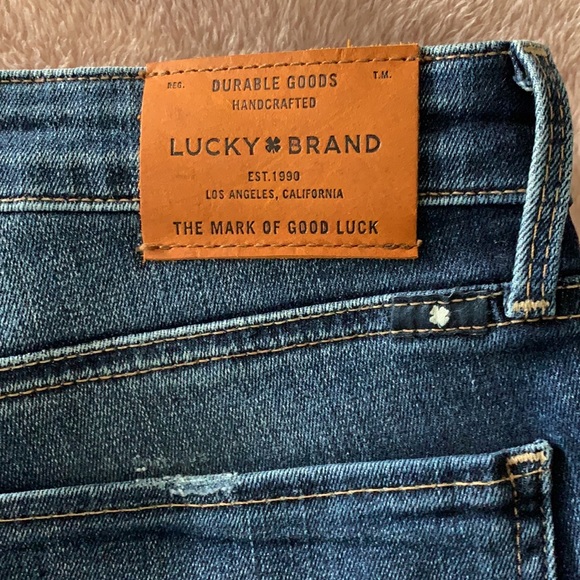 REG. DURABLE GOODS T.M.
HANDCRAFTED
LUCKY BRAND
EST. 1990
LOS ANGELES, CALIFORNIA
THE MARK OF GOOD LUCK